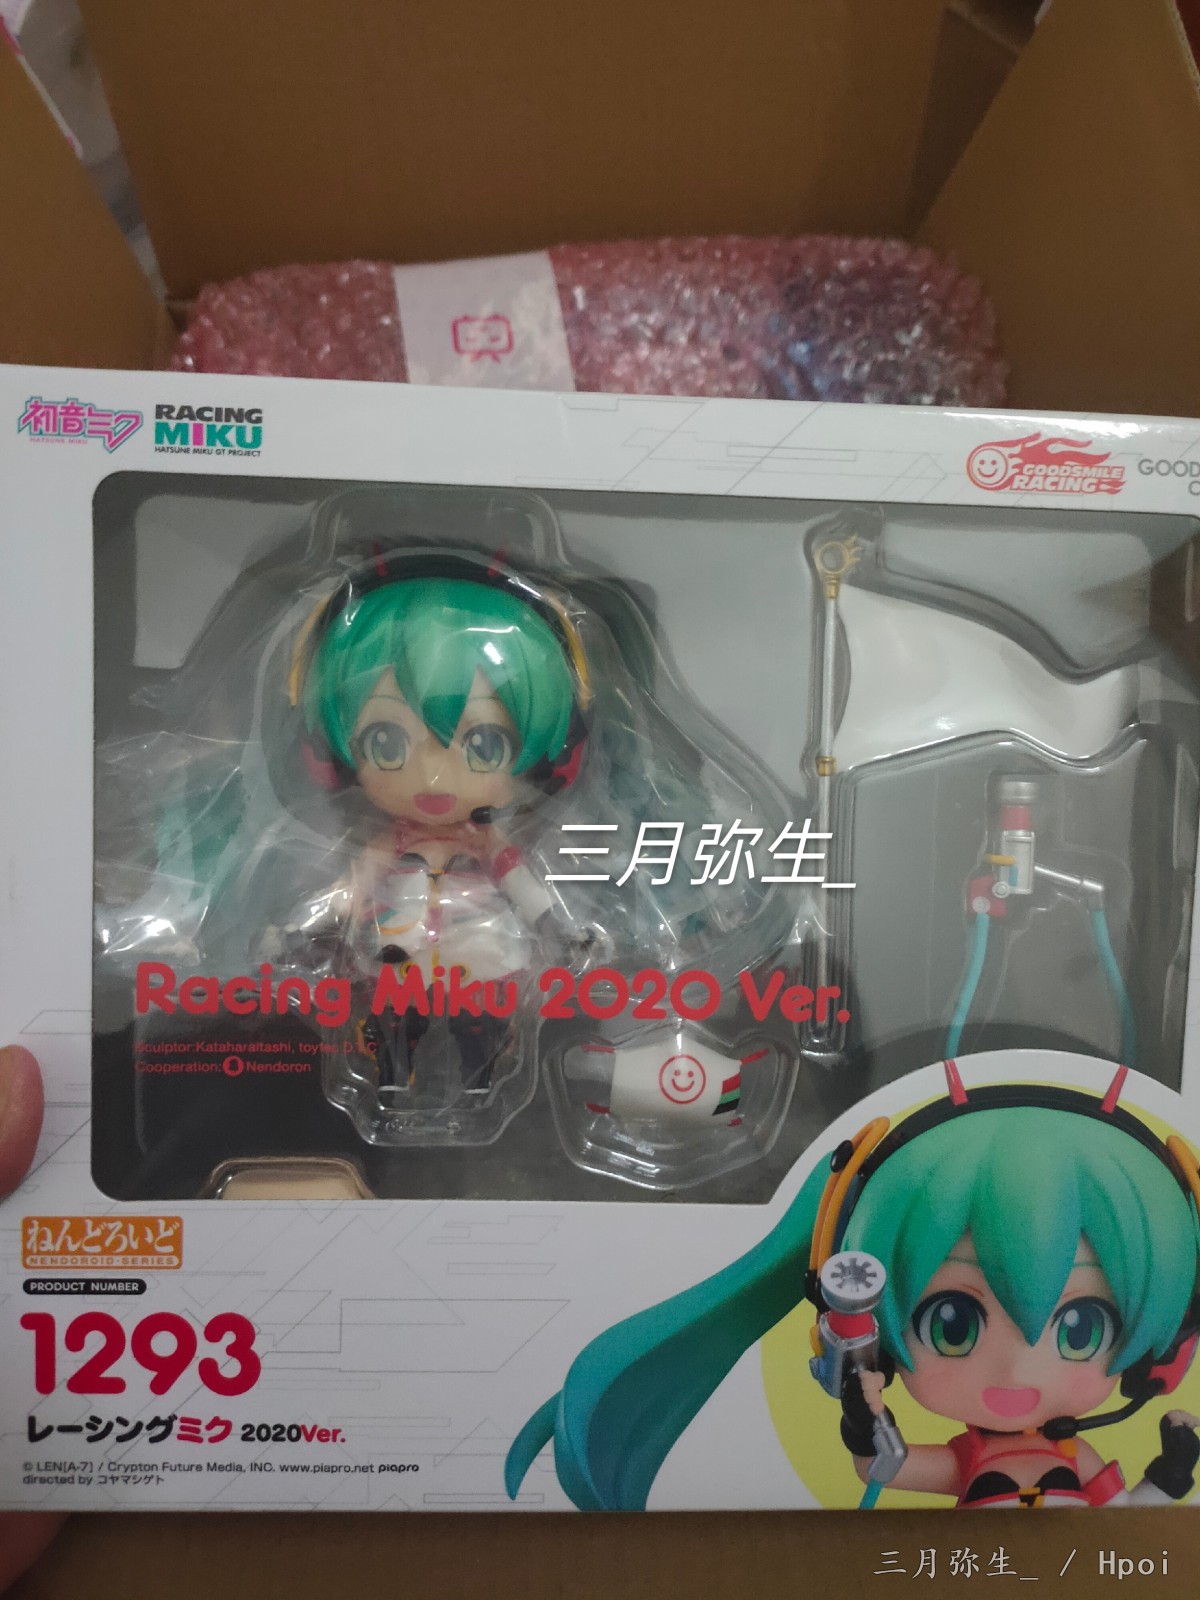 初音ミク
HATSUNE MIKU
RACING
MIKU
HATSUNE MIKU GT PROJECT
GOODSMILE
RACING
GOOD
三月弥生_
Racing Miku 2020 Ver.
Sculptor:Kataharaitashi, toytec D.T.C
Cooperation: Nendoron
ねんどろいど
NENDOROID-SERIES
PRODUCT NUMBER
1293
レーシングミク 2020Ver.
© LEN[A-7] / Crypton Future Media, INC. www.piapro.net piapro
directed by コヤマシゲト
三月弥生_ / Hpoi